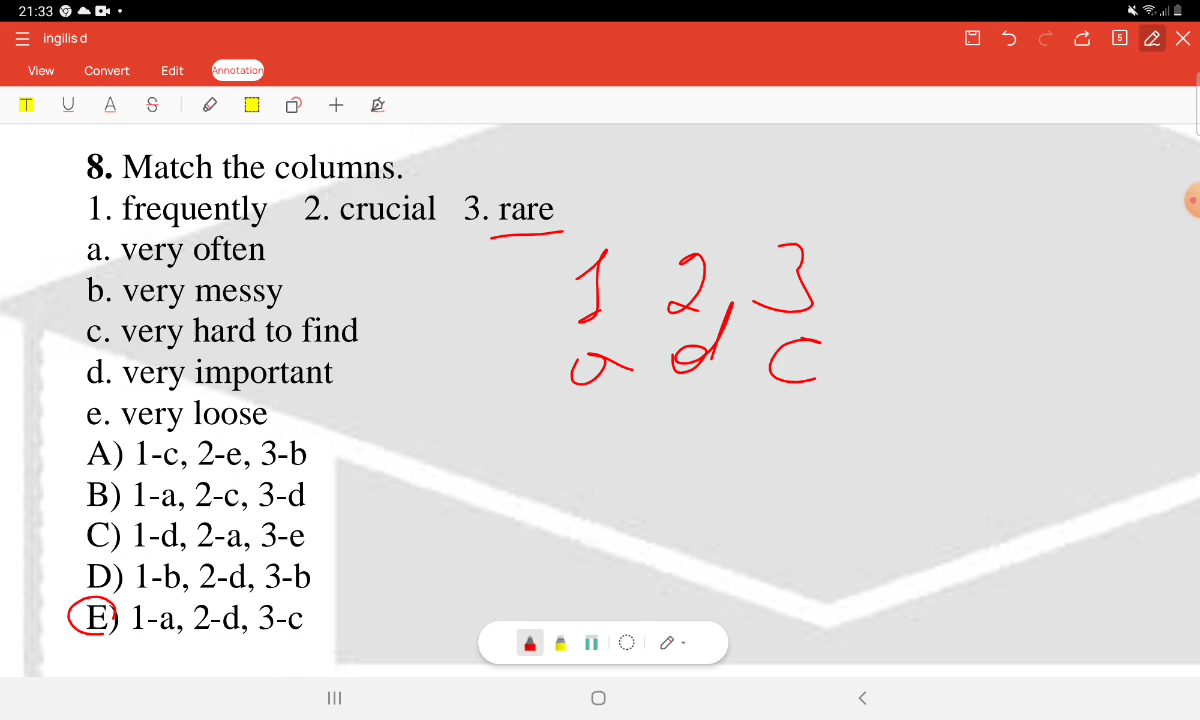 21:33
ingilis d
View Convert Edit Annotation
T U A S
8. Match the columns.
1. frequently 2. crucial 3. rare
a. very often
b. very messy
c. very hard to find
d. very important
e. very loose
A) 1-c, 2-e, 3-b
B) 1-a, 2-c, 3-d
C) 1-d, 2-a, 3-e
D) 1-b, 2-d, 3-b
E) 1-a, 2-d, 3-c
1 2 3
a d c